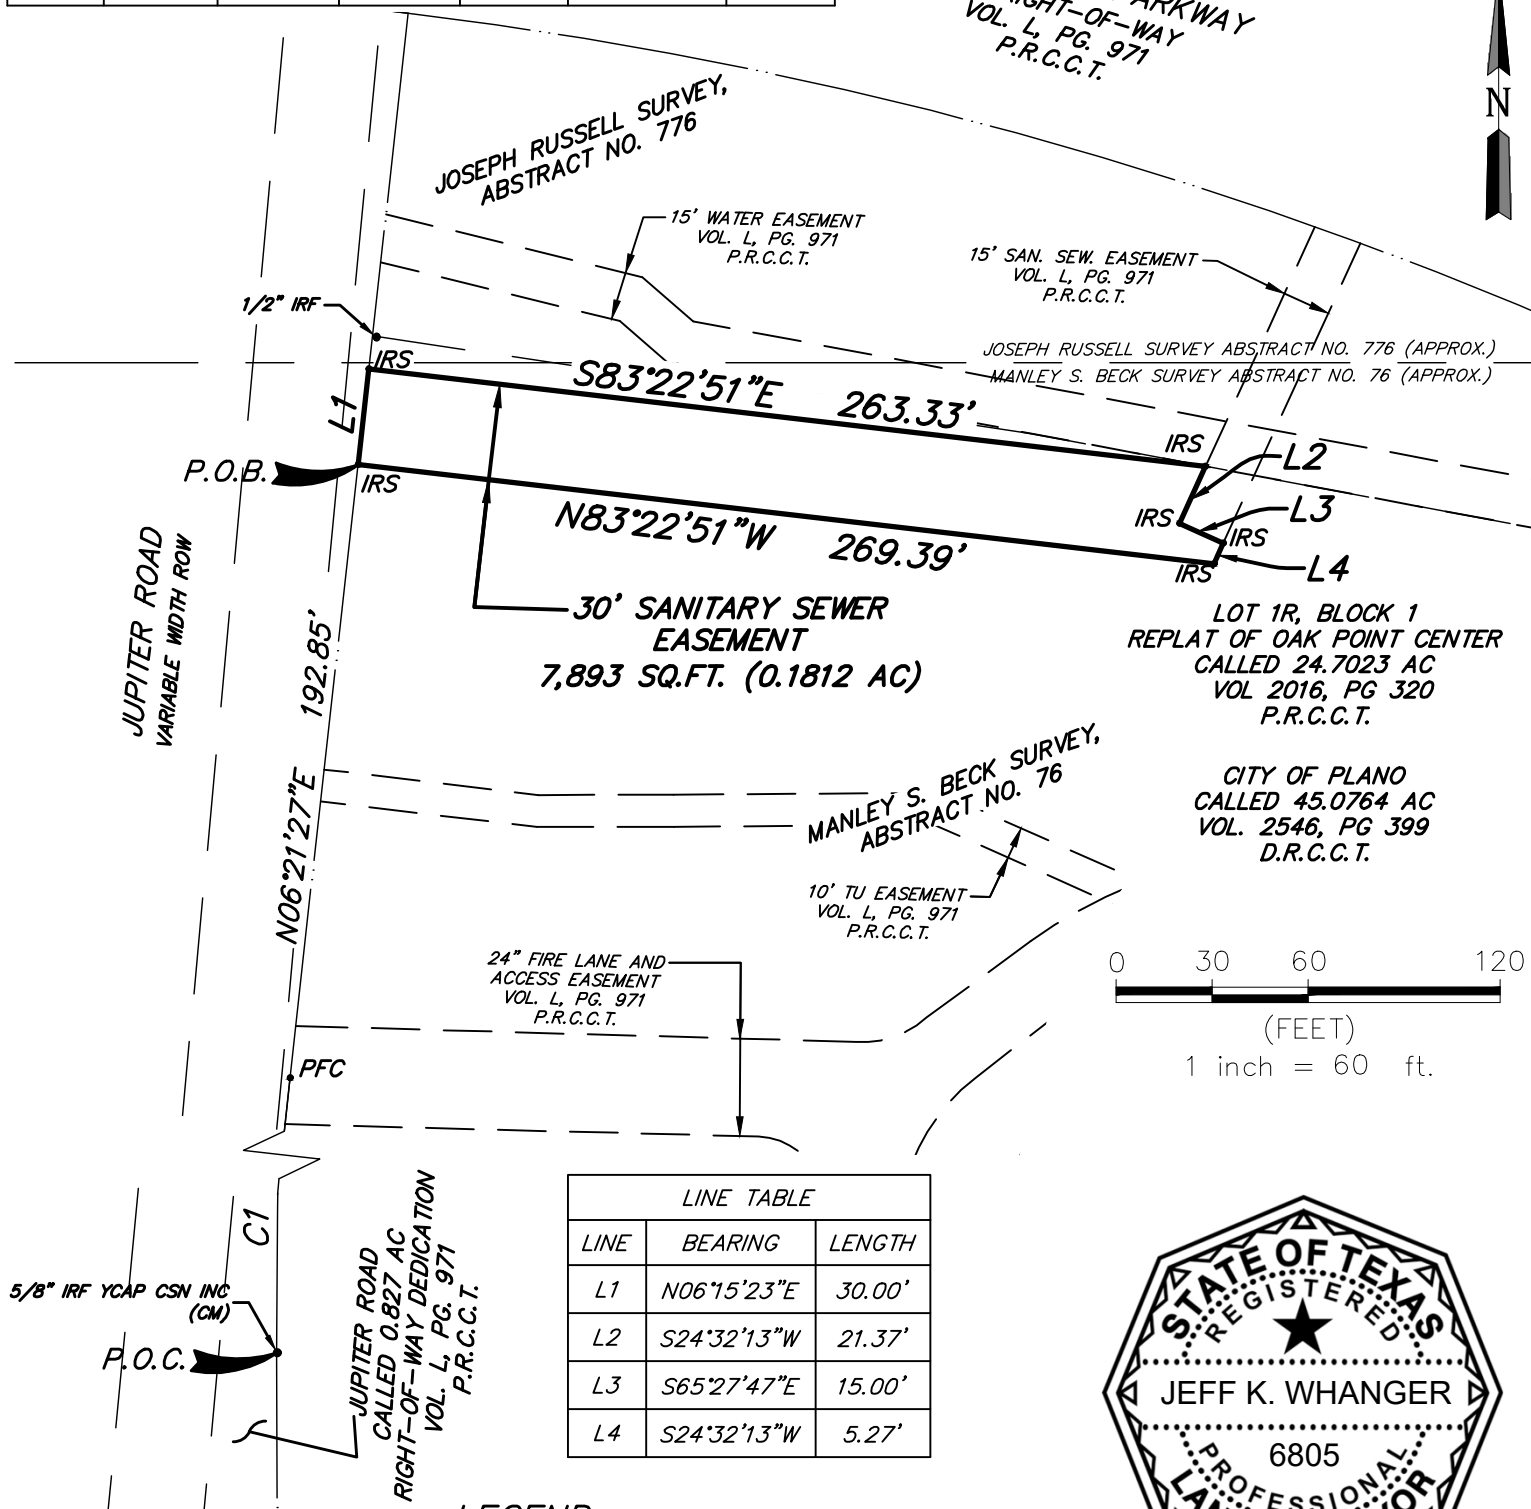 PARKWAY
RIGHT-OF-WAY
VOL. L, PG. 971
P.R.C.C.T.
N
JOSEPH RUSSELL SURVEY,
ABSTRACT NO. 776
15' WATER EASEMENT
VOL. L, PG. 971
P.R.C.C.T.
15' SAN. SEW. EASEMENT
VOL. L, PG. 971
P.R.C.C.T.
1/2" IRF
JOSEPH RUSSELL SURVEY ABSTRACT NO. 776 (APPROX.)
MANLEY S. BECK SURVEY ABSTRACT NO. 76 (APPROX.)
IRS
S83°22'51"E 263.33'
L1
IRS
L2
P.O.B.
IRS
L3
IRS
IRS
N83°22'51"W 269.39'
L4
IRS
30' SANITARY SEWER
EASEMENT
7,893 SQ.FT. (0.1812 AC)
LOT 1R, BLOCK 1
REPLAT OF OAK POINT CENTER
CALLED 24.7023 AC
VOL 2016, PG 320
P.R.C.C.T.
JUPITER ROAD
VARIABLE WIDTH ROW
N06°21'27"E 192.85'
MANLEY S. BECK SURVEY,
ABSTRACT NO. 76
CITY OF PLANO
CALLED 45.0764 AC
VOL. 2546, PG 399
D.R.C.C.T.
10' TU EASEMENT
VOL. L, PG. 971
P.R.C.C.T.
24" FIRE LANE AND
ACCESS EASEMENT
VOL. L, PG. 971
P.R.C.C.T.
0 30 60 120
(FEET)
1 inch = 60 ft.
PFC
C1
5/8" IRF YCAP CSN INC
(CM)
P.O.C.
JUPITER ROAD
CALLED 0.827 AC
RIGHT-OF-WAY DEDICATION
VOL. L, PG. 971
P.R.C.C.T.
LINE TABLE
LINE BEARING LENGTH
L1 N06°15'23"E 30.00'
L2 S24°32'13"W 21.37'
L3 S65°27'47"E 15.00'
L4 S24°32'13"W 5.27'
STATE OF TEXAS
REGISTERED
JEFF K. WHANGER
6805
PROFESSIONAL
LEGEND